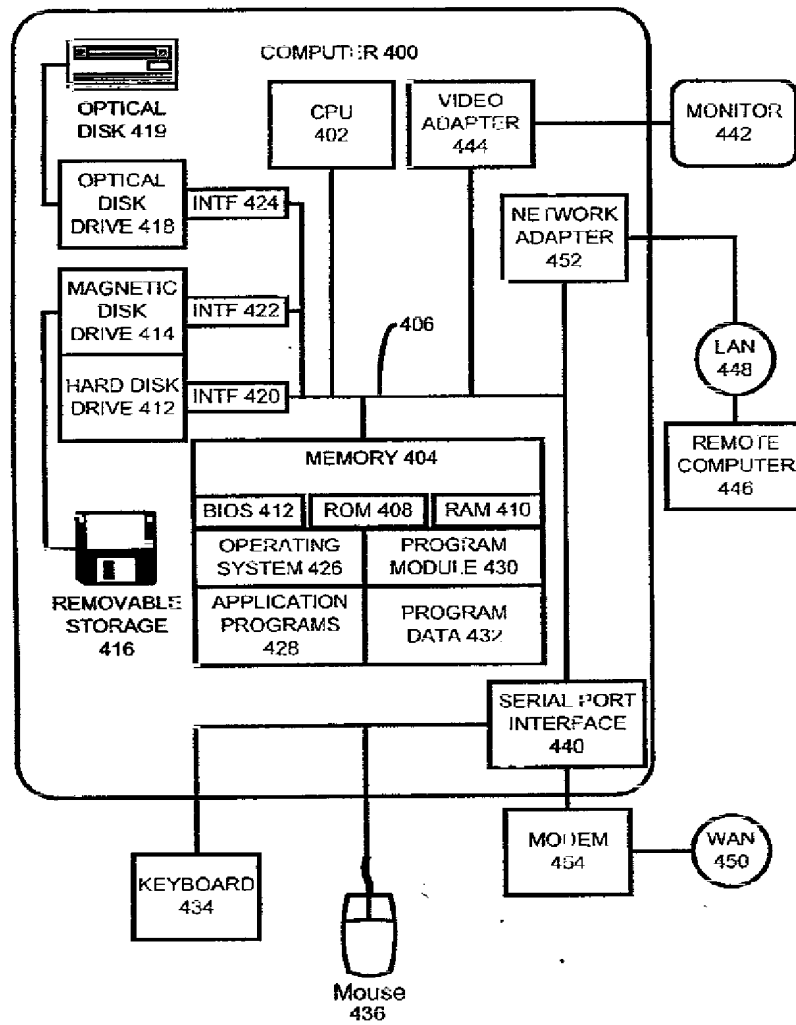 COMPUTER 400
OPTICAL
DISK 419
CPU
402
VIDEO
ADAPTER
444
MONITOR
442
OPTICAL
DISK
DRIVE 418
INTF 424
NETWORK
ADAPTER
452
MAGNETIC
DISK
DRIVE 414
INTF 422
406
LAN
448
HARD DISK
DRIVE 412
INTF 420
REMOTE
COMPUTER
446
MEMORY 404
BIOS 412
ROM 408
RAM 410
OPERATING
SYSTEM 426
PROGRAM
MODULE 430
APPLICATION
PROGRAMS
428
PROGRAM
DATA 432
REMOVABLE
STORAGE
416
SERIAL PORT
INTERFACE
440
MODEM
454
WAN
450
KEYBOARD
434
Mouse
436